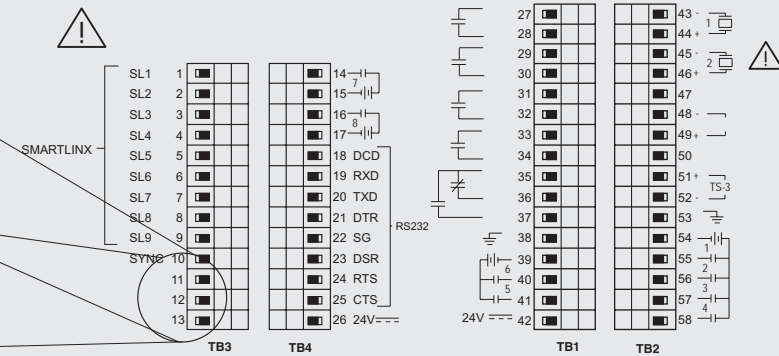 SMARTLINX
SL1 1
SL2 2
SL3 3
SL4 4
SL5 5
SL6 6
SL7 7
SL8 8
SL9 9
SYNC 10
11
12
13
TB3
14
7
15
16
8
17
18 DCD
19 RXD
20 TXD
21 DTR
22 SG
23 DSR
24 RTS
25 CTS
26 24V
RS232
TB4
27
28
29
30
31
32
33
34
35
36
37
38
39
6
40
5
41
24V 42
TB1
43 -
1
44 +
45 -
2
46 +
47
48 -
49 +
50
51 +
TS-3
52 -
53
54
1
55
2
56
3
57
4
58
TB2